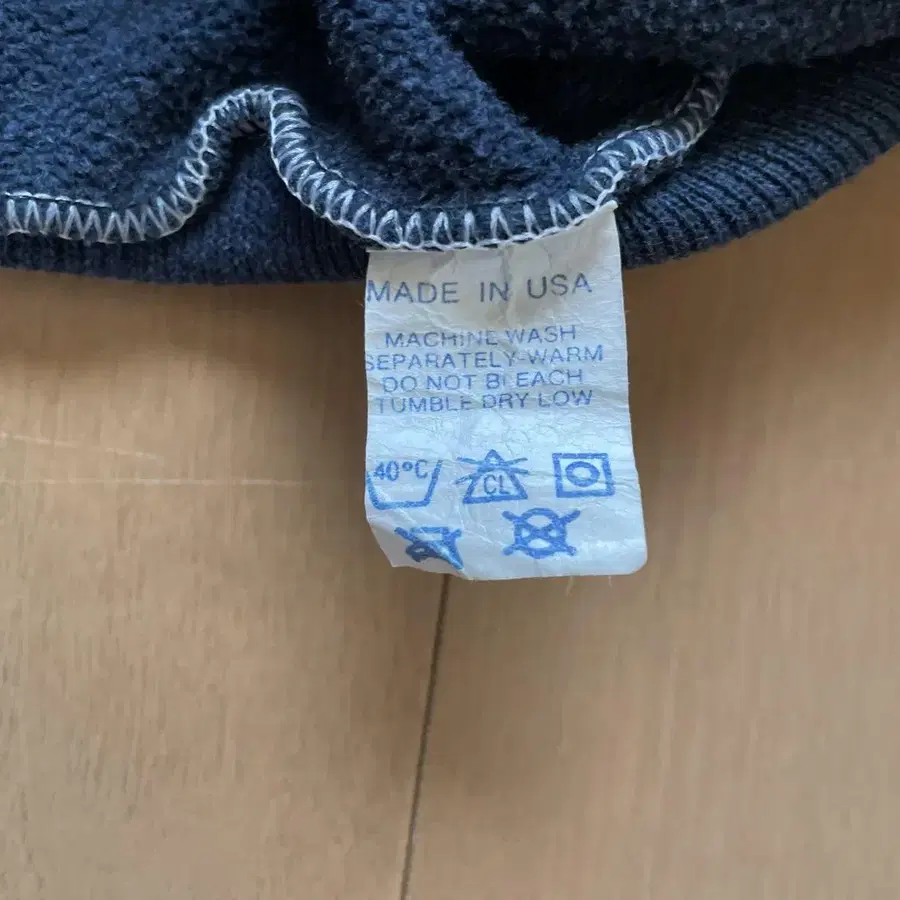 MADE IN USA
MACHINE WASH
SEPARATELY-WARM
DO NOT BLEACH
TUMBLE DRY LOW
40°C CL